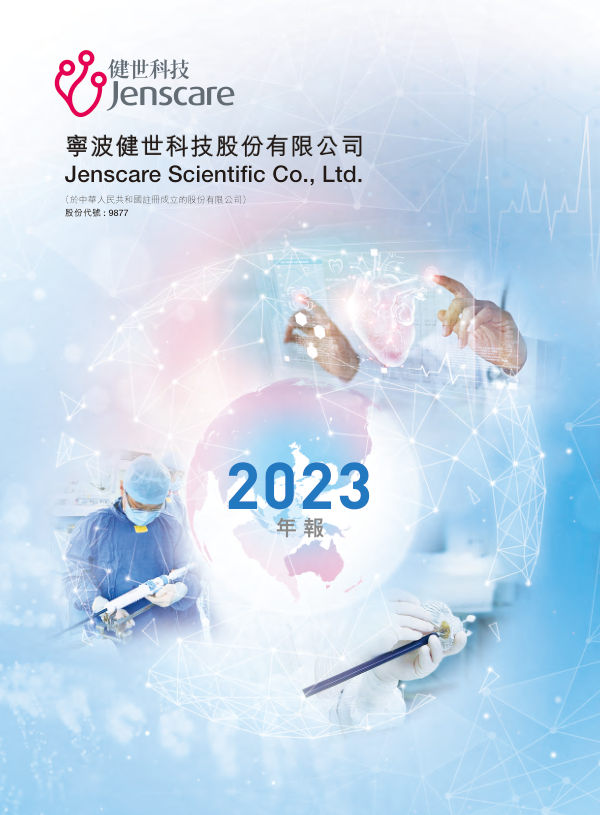 健世科技
Jenscare
寧波健世科技股份有限公司
Jenscare Scientific Co., Ltd.
（於中華人民共和國註冊成立的股份有限公司）
股份代號 : 9877
2023
年報